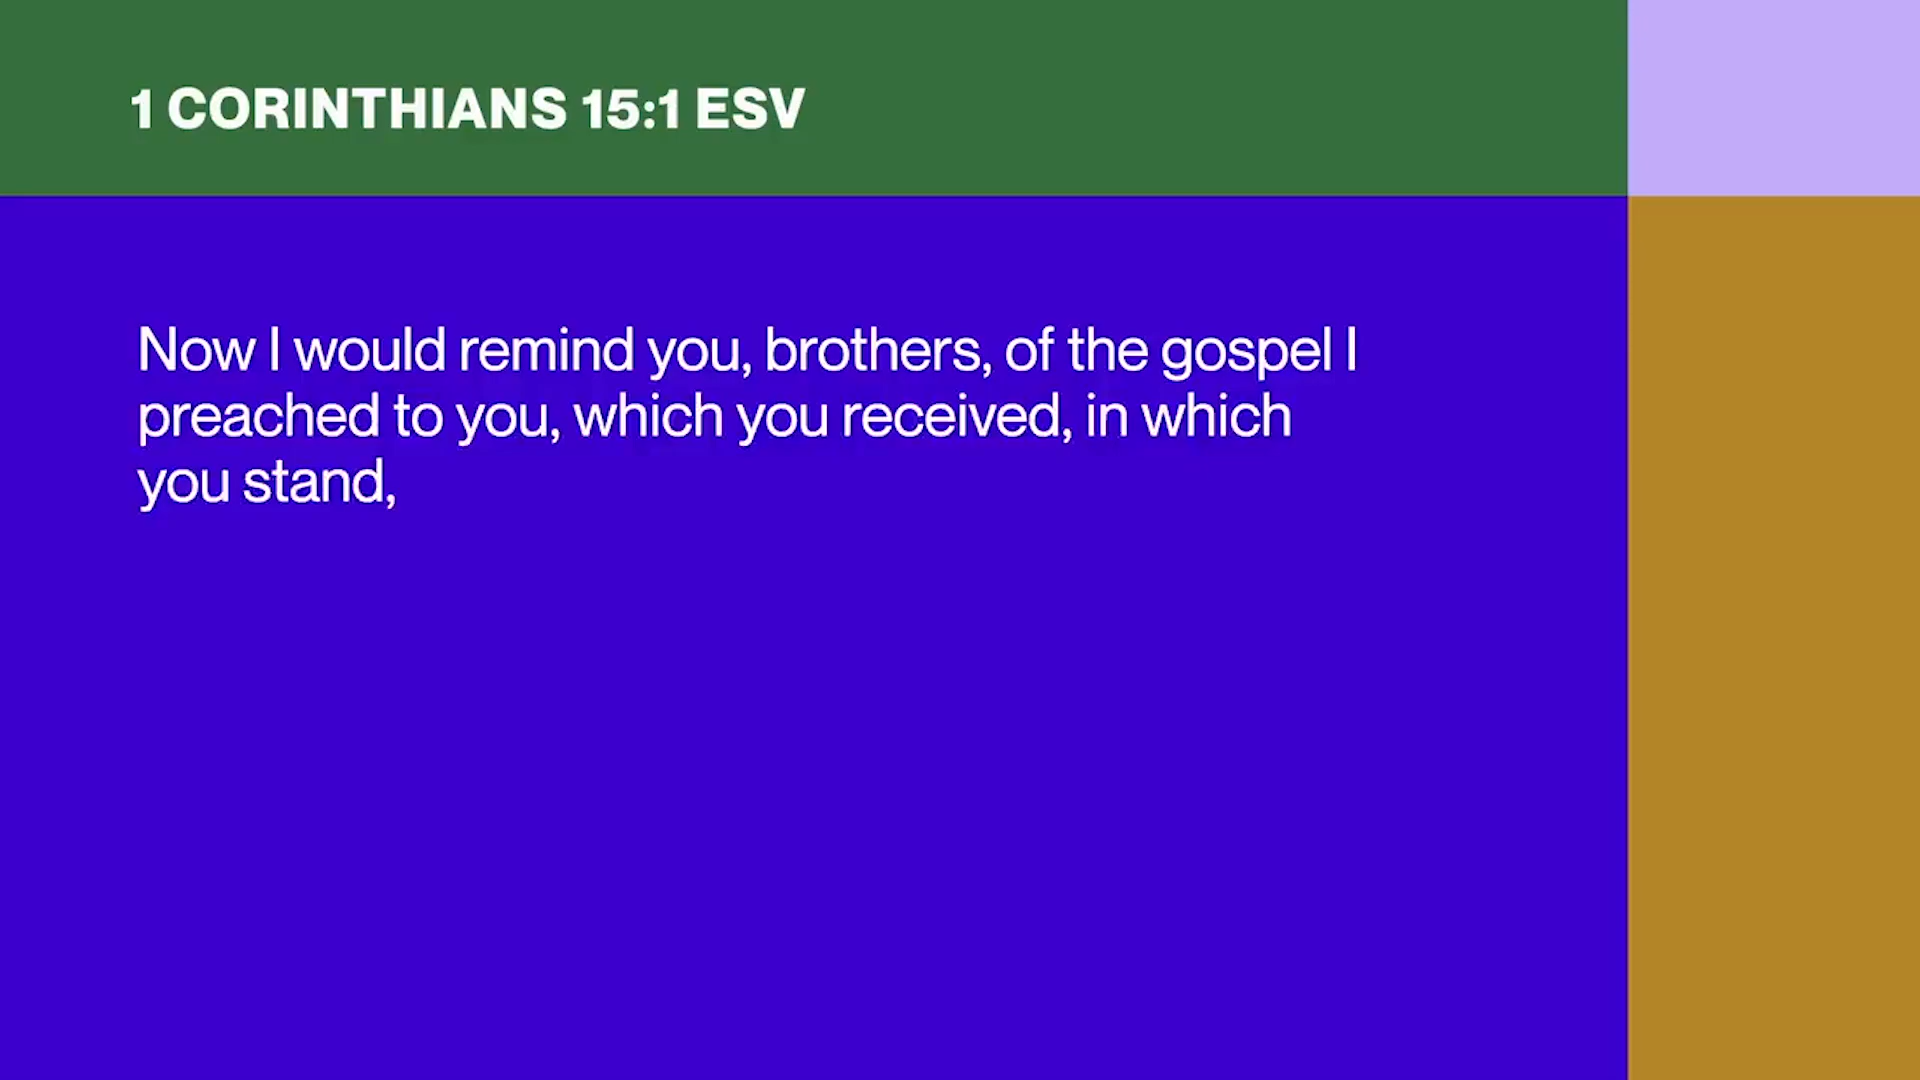 1 CORINTHIANS 15:1 ESV
Now I would remind you, brothers, of the gospel I
preached to you, which you received, in which
you stand,